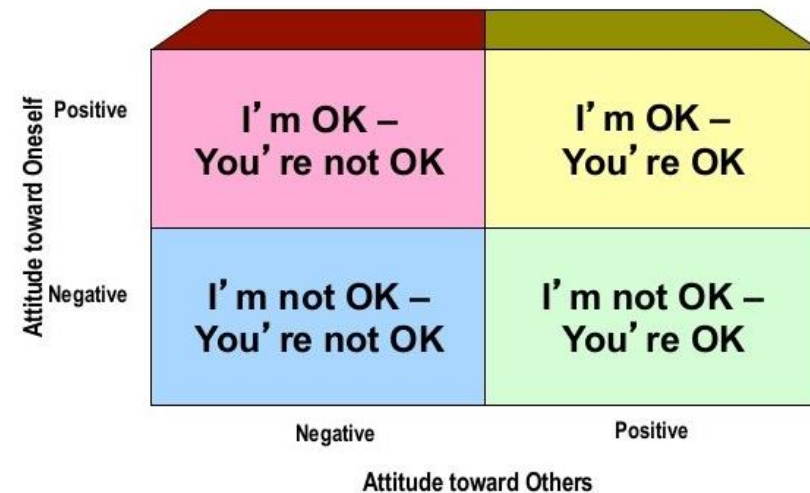 Attitude toward Oneself
Positive
I’m OK –
You’re not OK
I’m OK –
You’re OK
Negative
I’m not OK –
You’re not OK
I’m not OK –
You’re OK
Negative
Positive
Attitude toward Others